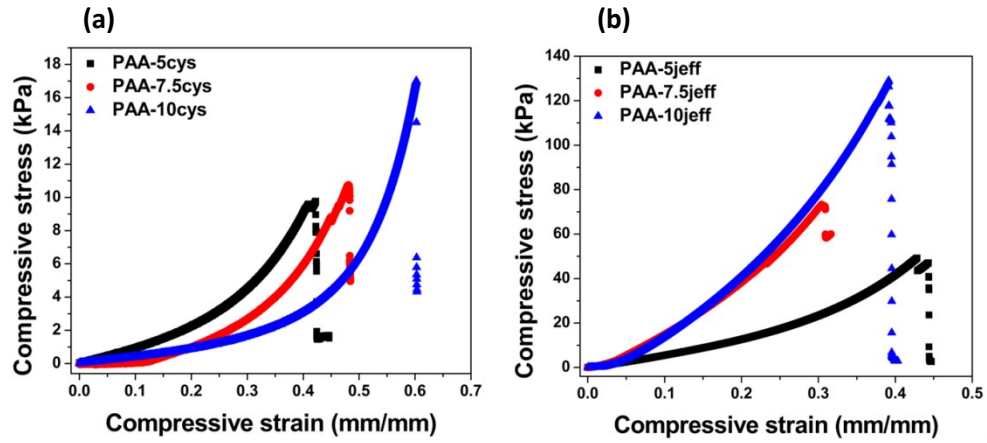 (a)
PAA-5cys
PAA-7.5cys
PAA-10cys
Compressive stress (kPa)
18
16
14
12
10
8
6
4
2
0
0.0 0.1 0.2 0.3 0.4 0.5 0.6 0.7
Compressive strain (mm/mm)
(b)
PAA-5jeff
PAA-7.5jeff
PAA-10jeff
Compressive stress (kPa)
140
120
100
80
60
40
20
0
0.0 0.1 0.2 0.3 0.4 0.5
Compressive strain (mm/mm)